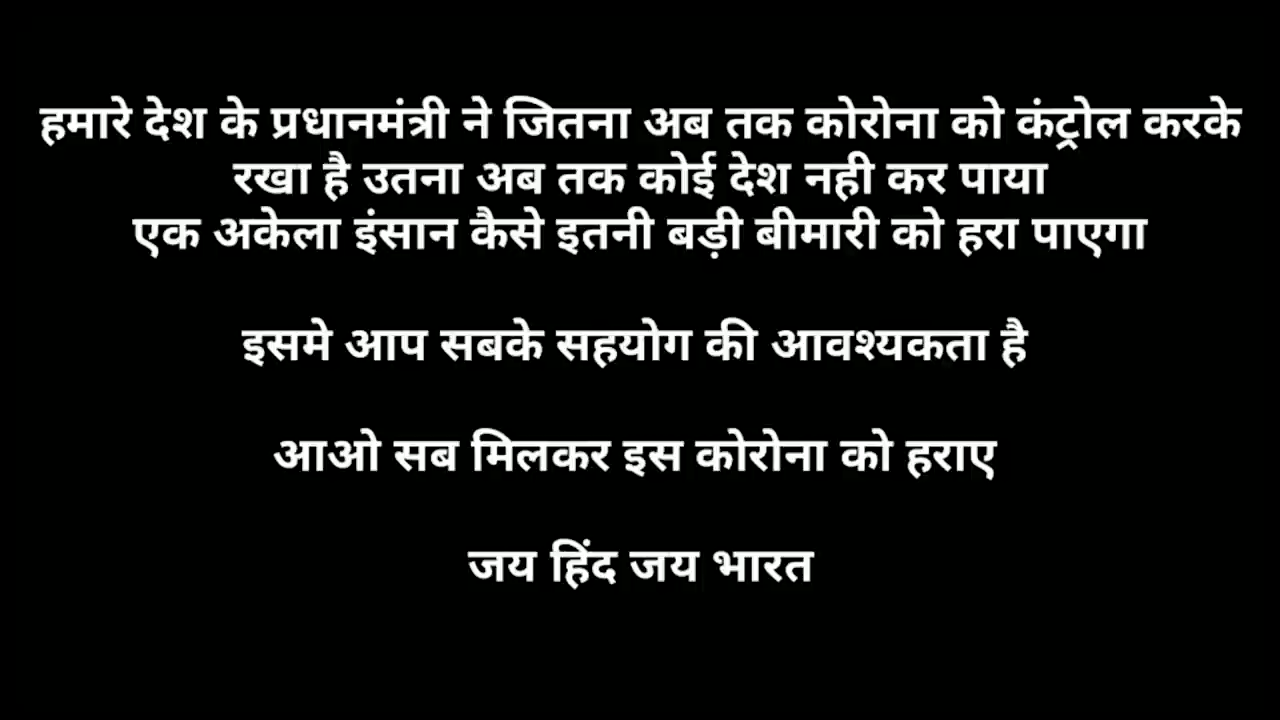 हमारे देश के प्रधानमंत्री ने जितना अब तक कोरोना को कंट्रोल करके
रखा है उतना अब तक कोई देश नही कर पाया
एक अकेला इंसान कैसे इतनी बड़ी बीमारी को हरा पाएगा
इसमे आप सबके सहयोग की आवश्यकता है
आओ सब मिलकर इस कोरोना को हराए
जय हिंद जय भारत